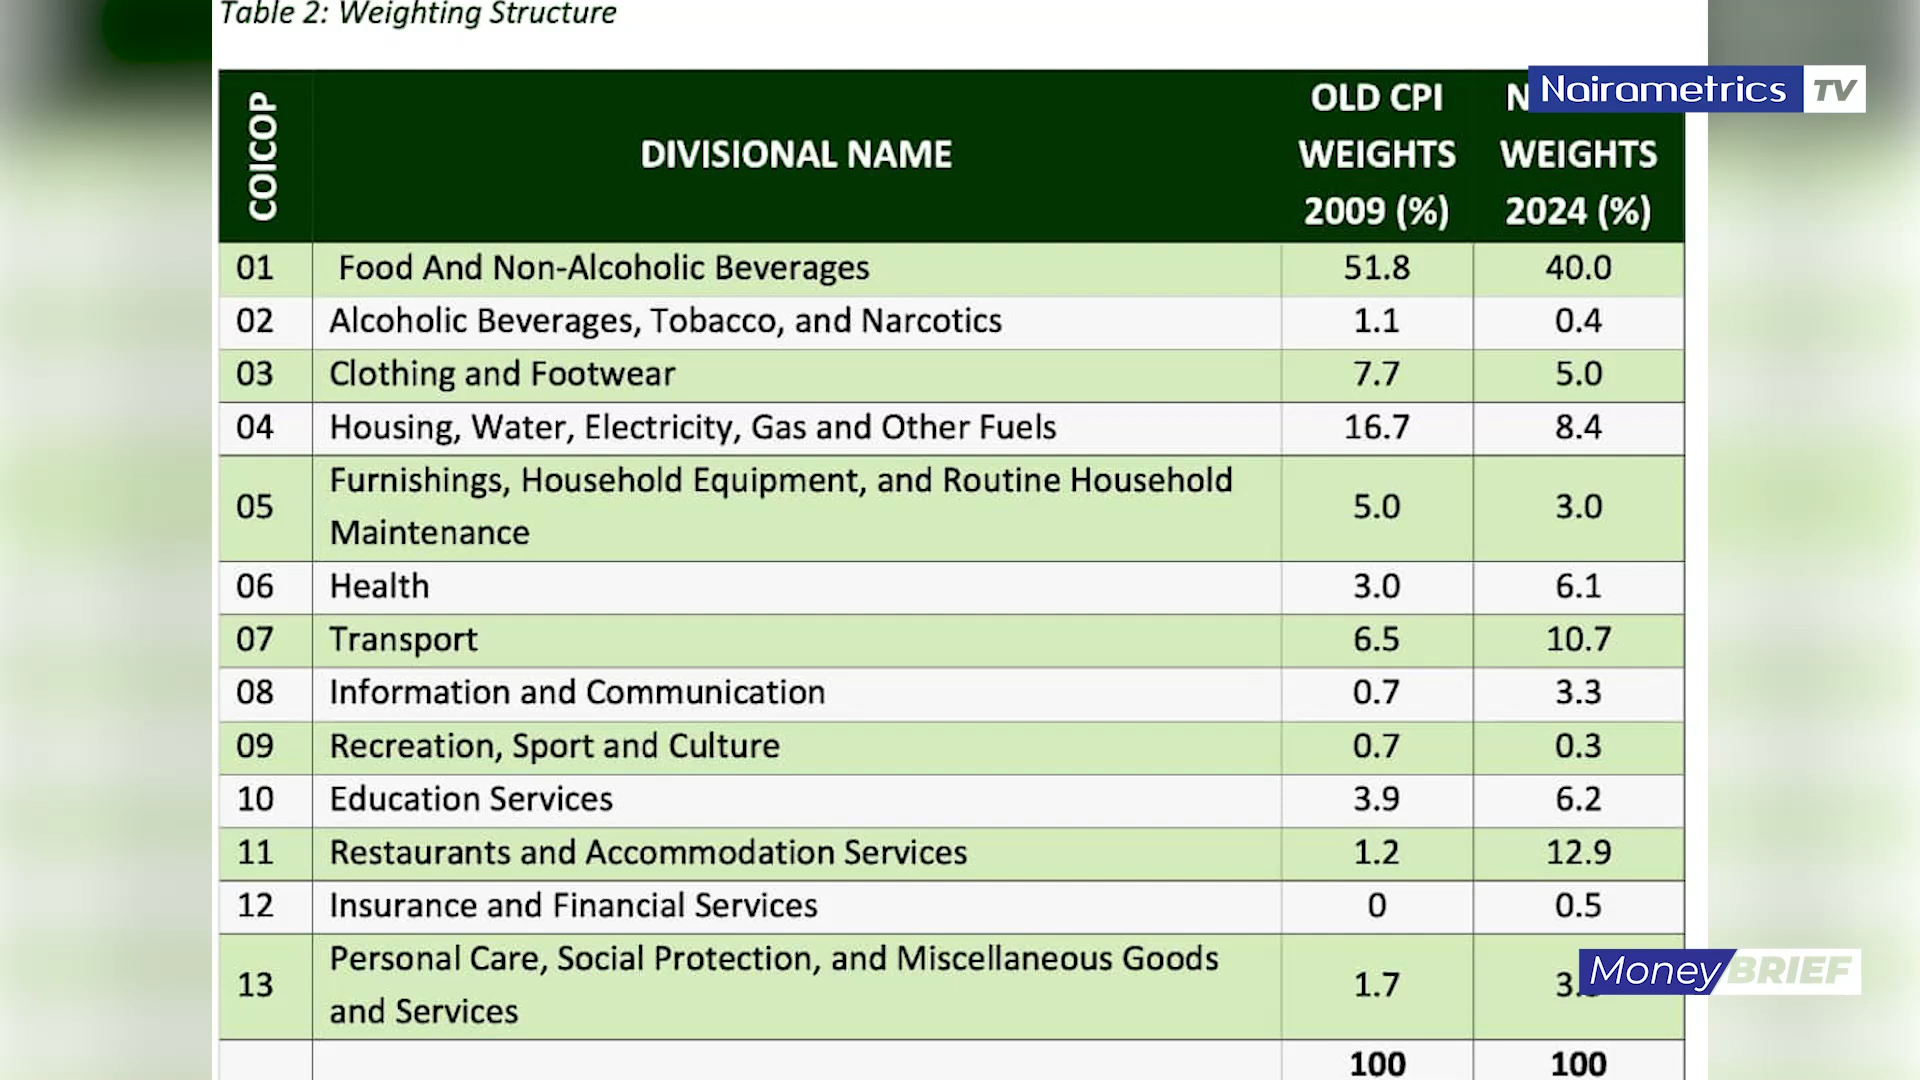 Table 2: Weighting Structure
Nairametrics TV
COICOP
DIVISIONAL NAME
OLD CPI
WEIGHTS
2009 (%)
WEIGHTS
2024 (%)
01 Food And Non-Alcoholic Beverages 51.8 40.0
02 Alcoholic Beverages, Tobacco, and Narcotics 1.1 0.4
03 Clothing and Footwear 7.7 5.0
04 Housing, Water, Electricity, Gas and Other Fuels 16.7 8.4
05 Furnishings, Household Equipment, and Routine Household
Maintenance 5.0 3.0
06 Health 3.0 6.1
07 Transport 6.5 10.7
08 Information and Communication 0.7 3.3
09 Recreation, Sport and Culture 0.7 0.3
10 Education Services 3.9 6.2
11 Restaurants and Accommodation Services 1.2 12.9
12 Insurance and Financial Services 0 0.5
13 Personal Care, Social Protection, and Miscellaneous Goods
and Services 1.7
Money BRIEF
100 100